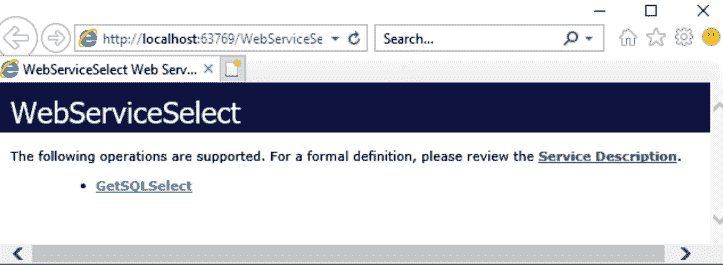 http://localhost:63769/WebServiceSe
Search...
WebServiceSelect Web Serv...
WebServiceSelect
The following operations are supported. For a formal definition, please review the Service Description.
GetSQLSelect